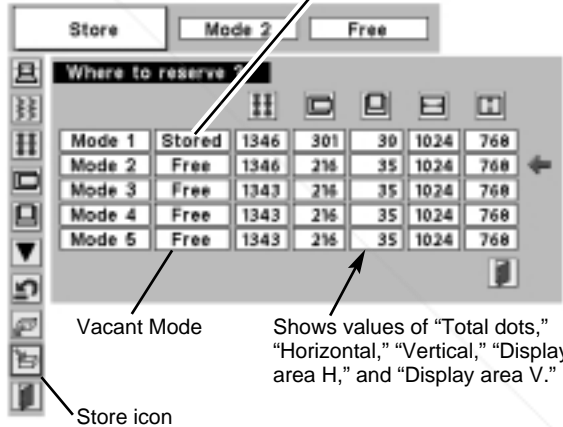 Store Mode 2 Free
Where to reserve ?
Mode 1 Stored 1346 301 30 1024 768
Mode 2 Free 1346 216 35 1024 768
Mode 3 Free 1343 216 35 1024 768
Mode 4 Free 1343 216 35 1024 768
Mode 5 Free 1343 216 35 1024 768
Vacant Mode
Shows values of “Total dots,”
“Horizontal,” “Vertical,” “Display
area H,” and “Display area V.”
Store icon